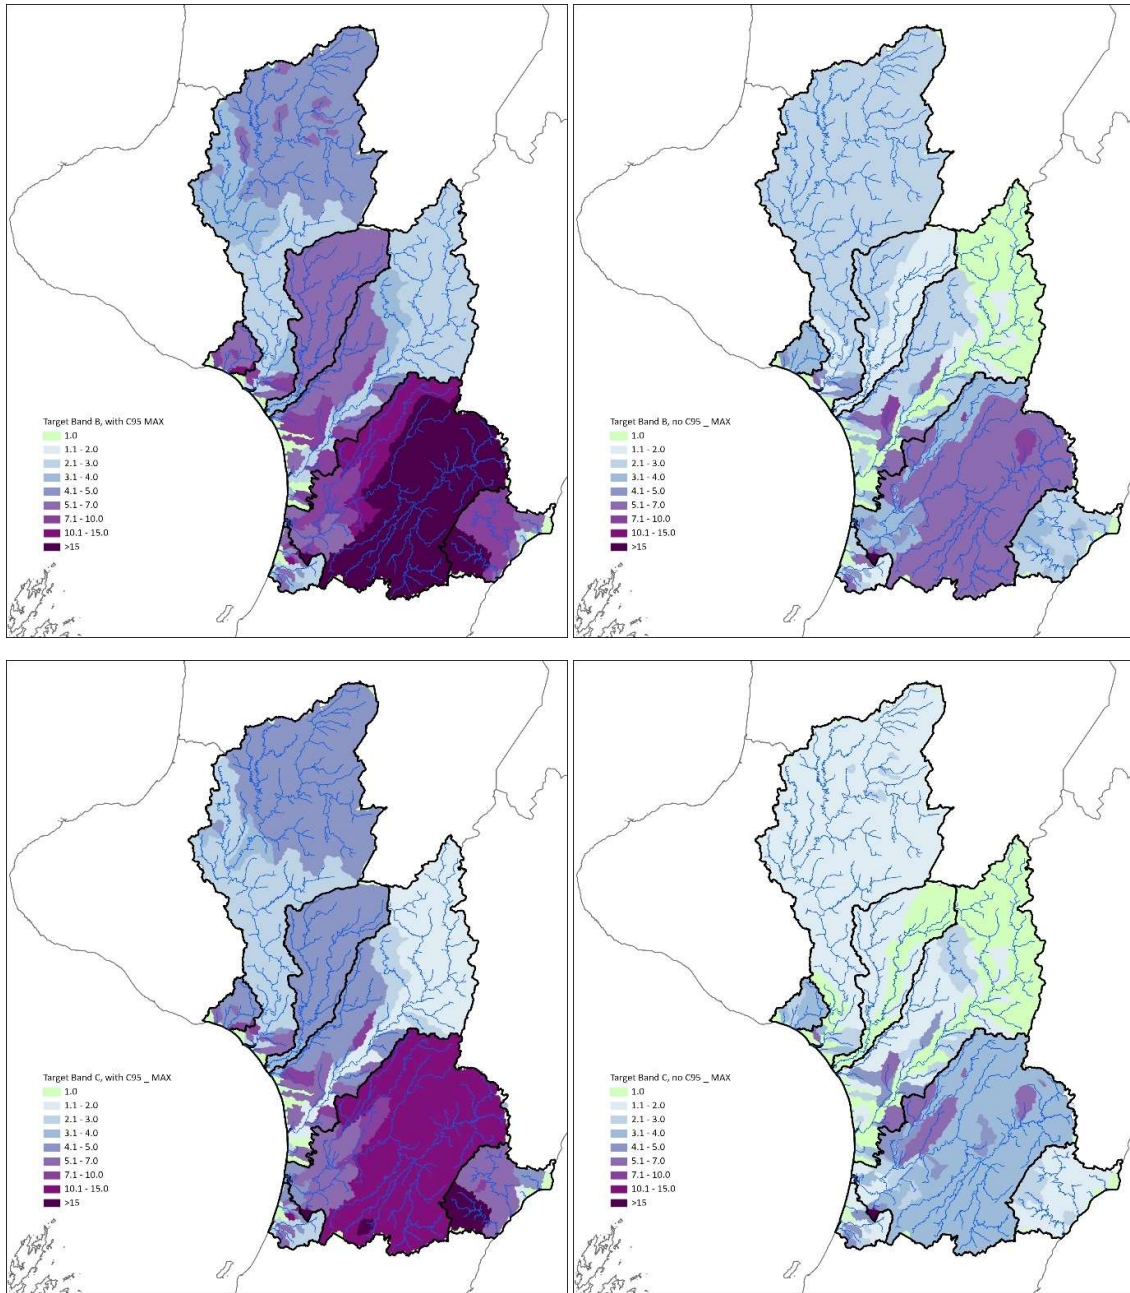 Target Band B, with C95 MAX
1.0
1.1 - 2.0
2.1 - 3.0
3.1 - 4.0
4.1 - 5.0
5.1 - 7.0
7.1 - 10.0
10.1 - 15.0
>15
Target Band B, no C95 _ MAX
1.0
1.1 - 2.0
2.1 - 3.0
3.1 - 4.0
4.1 - 5.0
5.1 - 7.0
7.1 - 10.0
10.1 - 15.0
>15
Target Band C, with C95 _ MAX
1.0
1.1 - 2.0
2.1 - 3.0
3.1 - 4.0
4.1 - 5.0
5.1 - 7.0
7.1 - 10.0
10.1 - 15.0
>15
Target Band C, no C95 _ MAX
1.0
1.1 - 2.0
2.1 - 3.0
3.1 - 4.0
4.1 - 5.0
5.1 - 7.0
7.1 - 10.0
10.1 - 15.0
>15